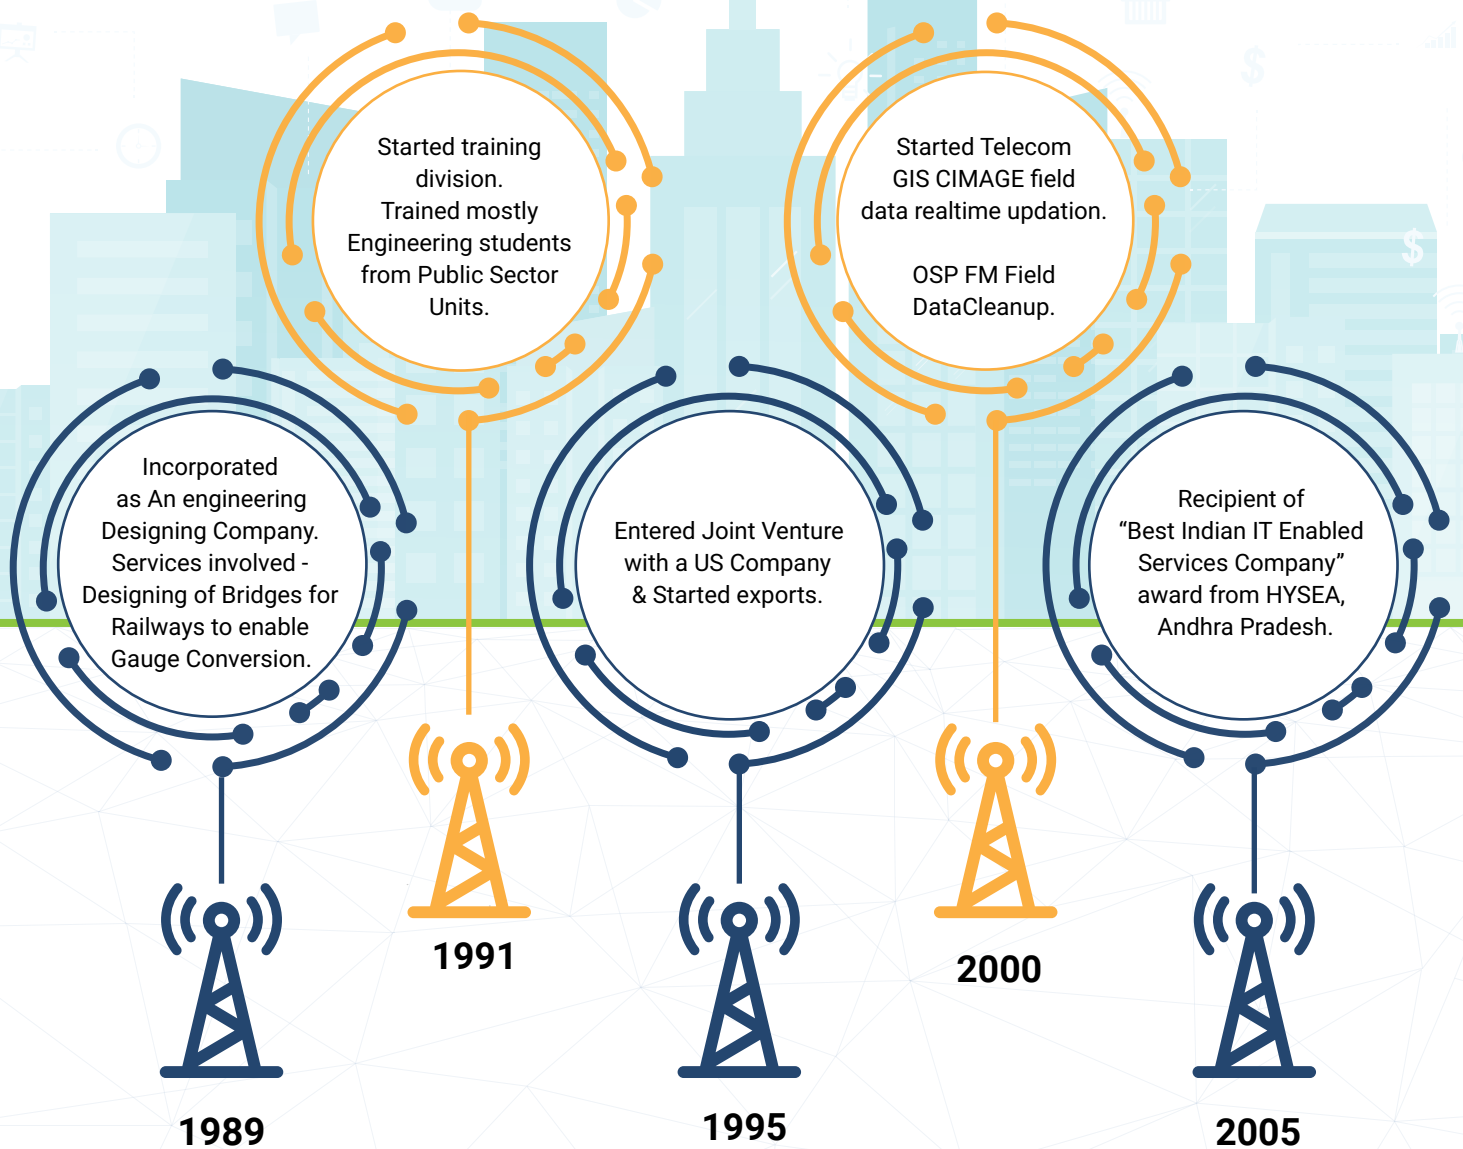 Started training
division.
Trained mostly
Engineering students
from Public Sector
Units.
Started Telecom
GIS CIMAGE field
data realtime updation.
OSP FM Field
DataCleanup.
Incorporated
as An engineering
Designing Company.
Services involved -
Designing of Bridges for
Railways to enable
Gauge Conversion.
Entered Joint Venture
with a US Company
& Started exports.
Recipient of
“Best Indian IT Enabled
Services Company”
award from HYSEA,
Andhra Pradesh.
1991
2000
1989
1995
2005